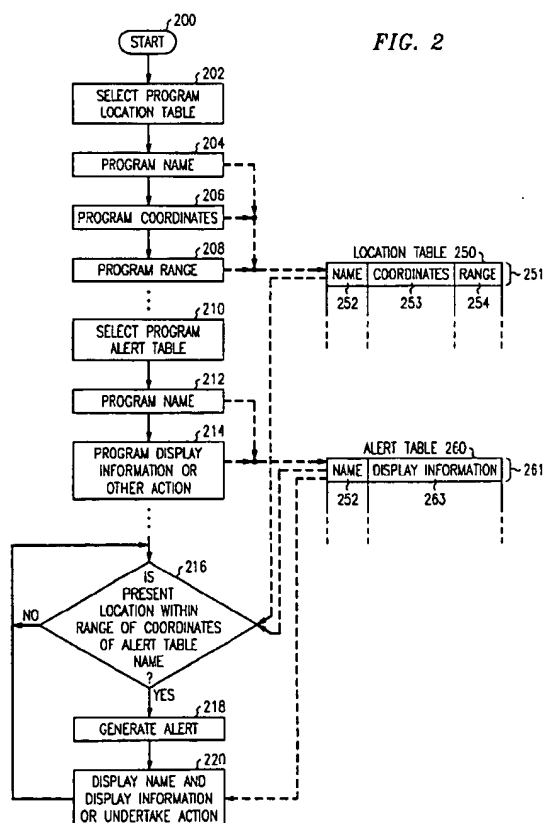 200
START
FIG. 2
202
SELECT PROGRAM
LOCATION TABLE
204
PROGRAM NAME
206
PROGRAM COORDINATES
208
PROGRAM RANGE
LOCATION TABLE 250
NAME COORDINATES RANGE
251
252 253 254
210
SELECT PROGRAM
ALERT TABLE
212
PROGRAM NAME
214
PROGRAM DISPLAY
INFORMATION OR
OTHER ACTION
ALERT TABLE 260
NAME DISPLAY INFORMATION
261
252 263
216
IS
PRESENT
LOCATION WITHIN
RANGE OF COORDINATES
OF ALERT TABLE
NAME
?
NO
YES
218
GENERATE ALERT
220
DISPLAY NAME AND
DISPLAY INFORMATION
OR UNDERTAKE ACTION